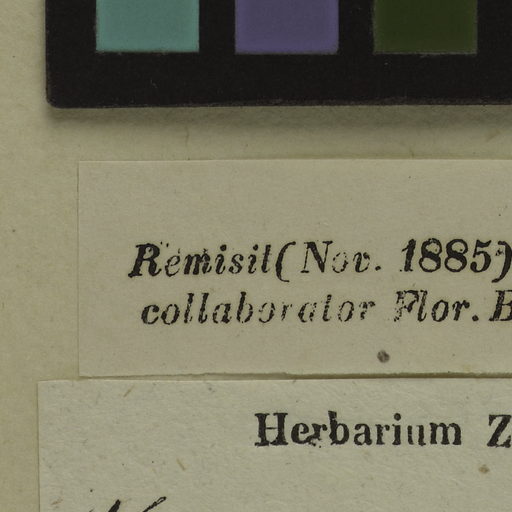 Remisit (Nov. 1885)
collaborator Flor. B
Herbarium Z